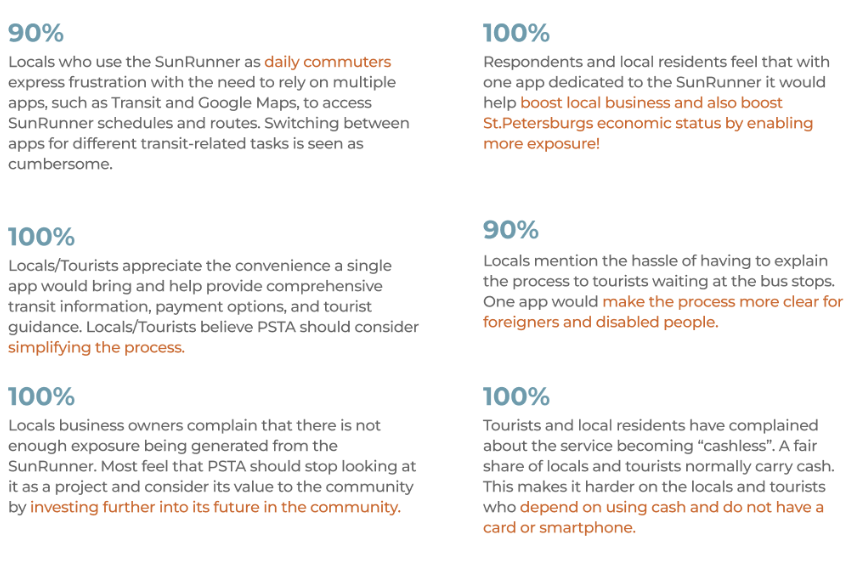 90%
Locals who use the SunRunner as daily commuters
express frustration with the need to rely on multiple
apps, such as Transit and Google Maps, to access
SunRunner schedules and routes. Switching between
apps for different transit-related tasks is seen as
cumbersome.
100%
Locals/Tourists appreciate the convenience a single
app would bring and help provide comprehensive
transit information, payment options, and tourist
guidance. Locals/Tourists believe PSTA should consider
simplifying the process.
100%
Locals business owners complain that there is not
enough exposure being generated from the
SunRunner. Most feel that PSTA should stop looking at
it as a project and consider its value to the community
by investing further into its future in the community.
100%
Respondents and local residents feel that with
one app dedicated to the SunRunner it would
help boost local business and also boost
St.Petersburgs economic status by enabling
more exposure!
90%
Locals mention the hassle of having to explain
the process to tourists waiting at the bus stops.
One app would make the process more clear for
foreigners and disabled people.
100%
Tourists and local residents have complained
about the service becoming “cashless”. A fair
share of locals and tourists normally carry cash.
This makes it harder on the locals and tourists
who depend on using cash and do not have a
card or smartphone.